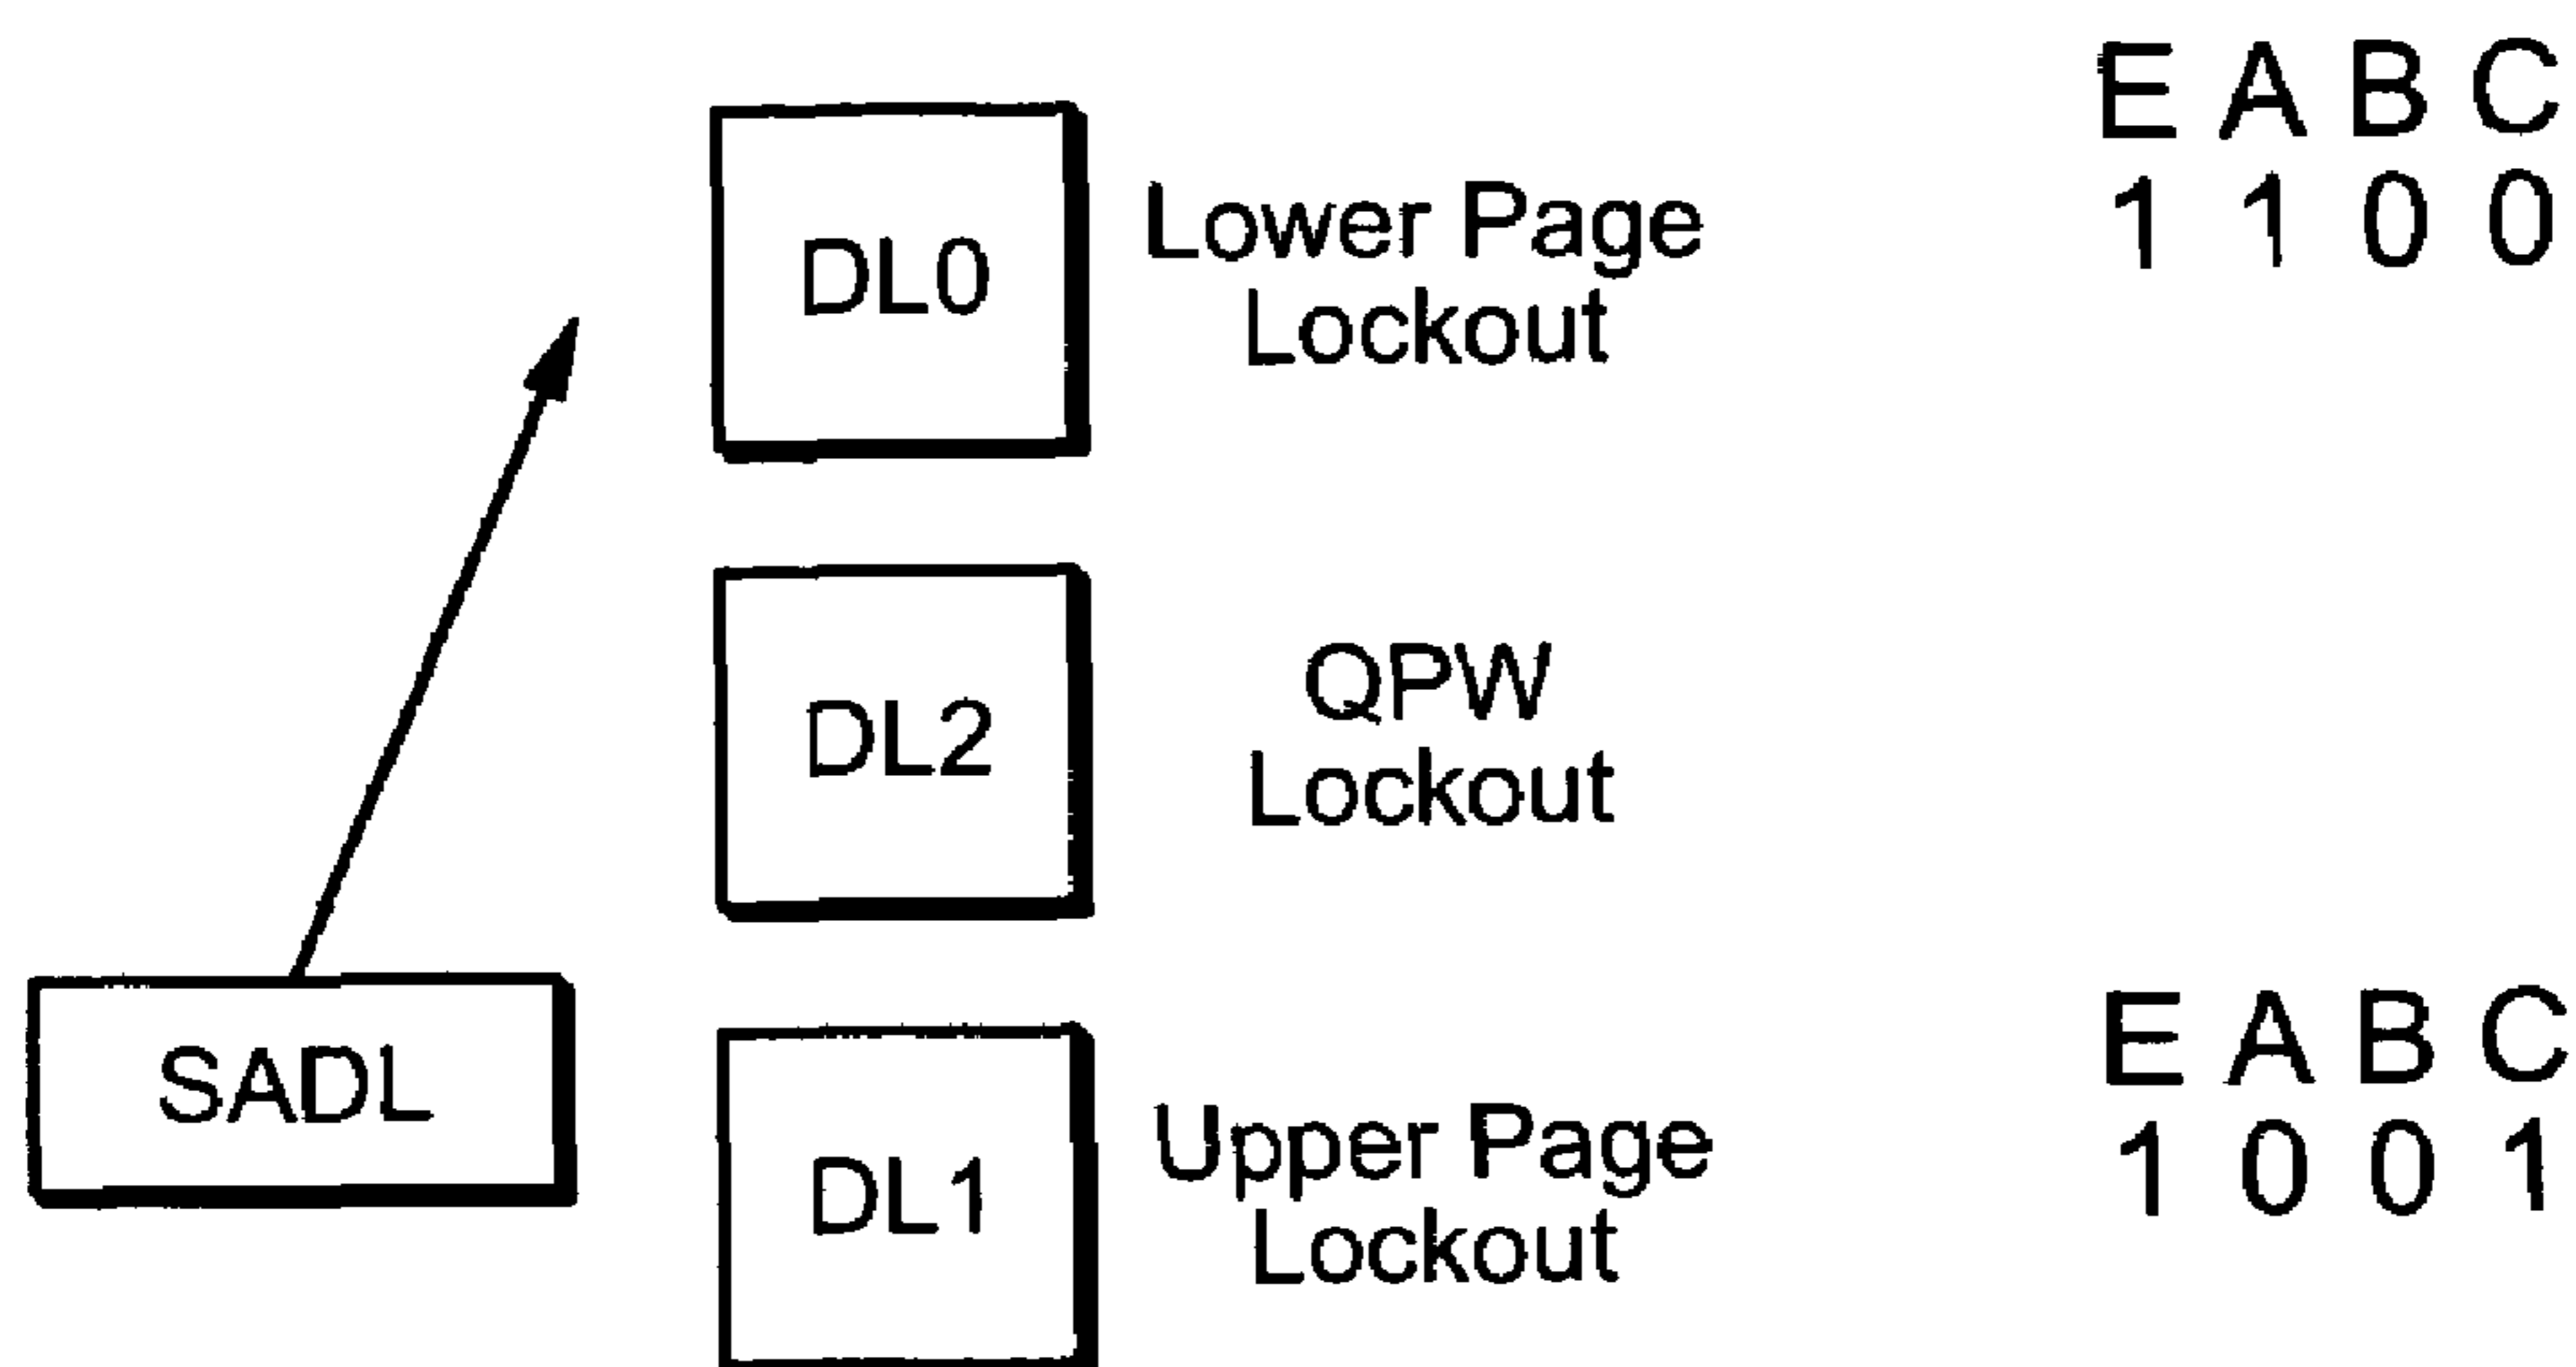 E A B C
1 1 0 0
DL0
Lower Page
Lockout
DL2
QPW
Lockout
SADL
DL1
Upper Page
Lockout
E A B C
1 0 0 1